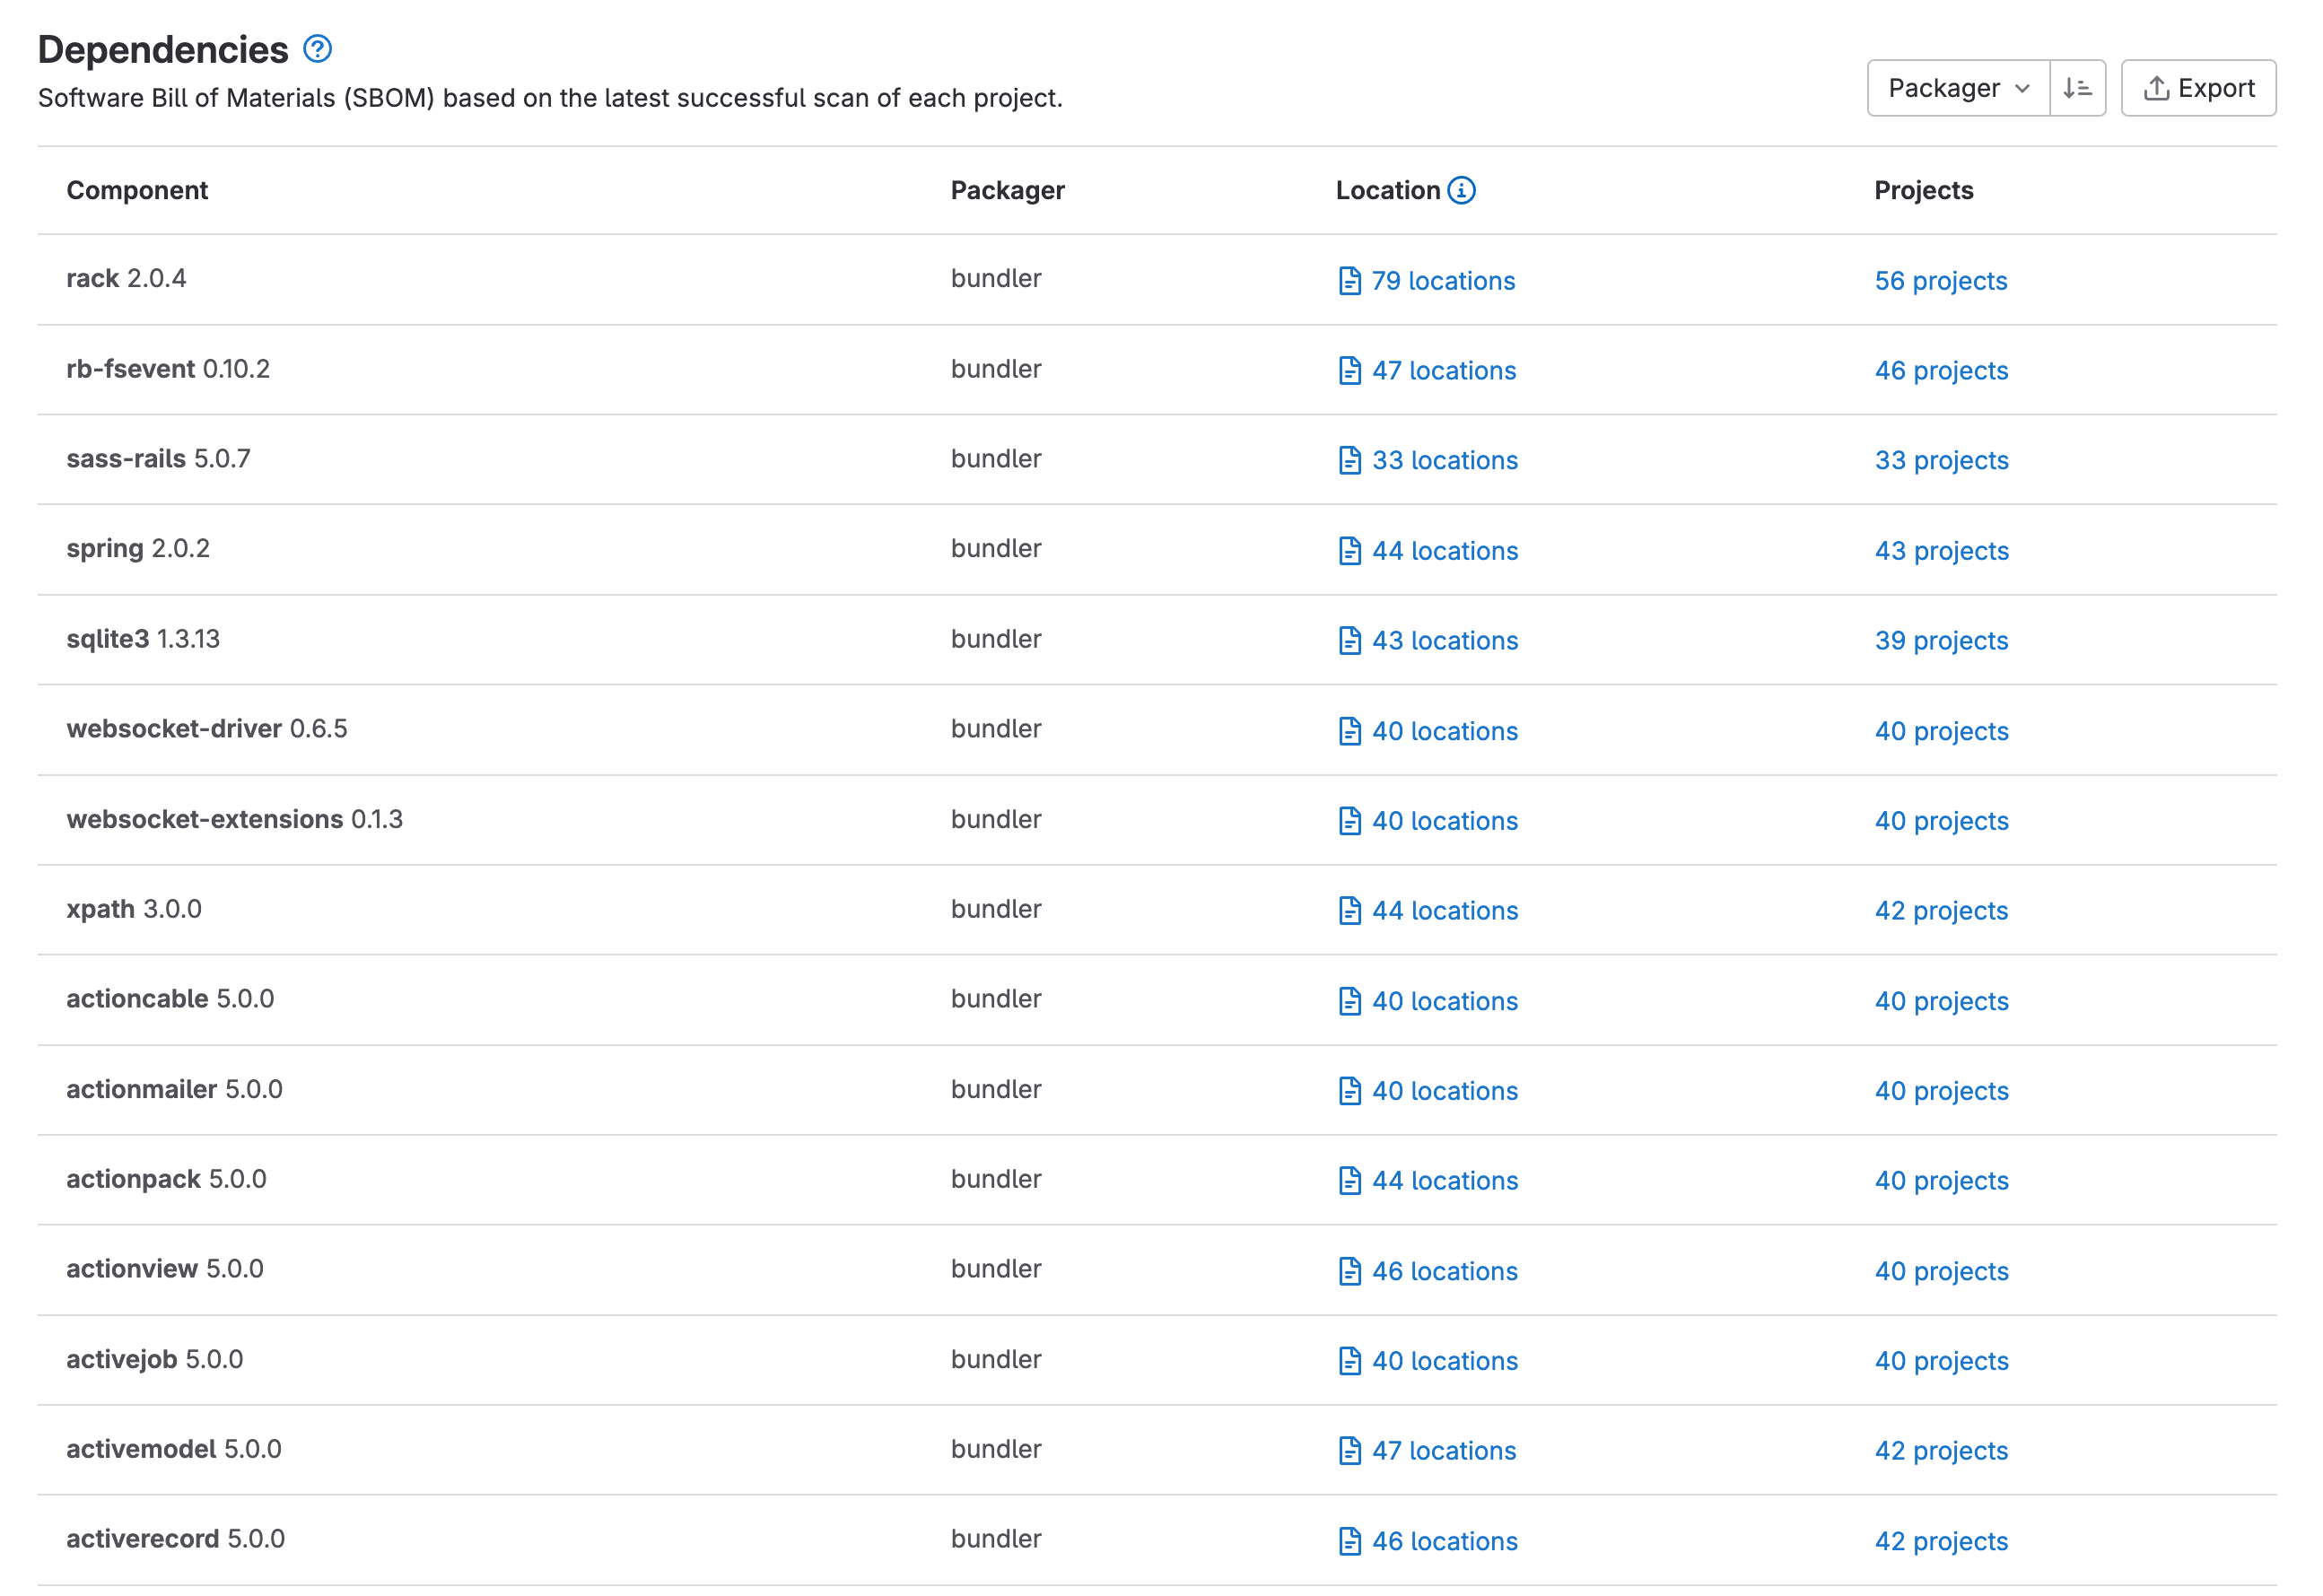 Dependencies
Software Bill of Materials (SBOM) based on the latest successful scan of each project.
Packager Export
Component Packager Location Projects
rack 2.0.4 bundler 79 locations 56 projects
rb-fsevent 0.10.2 bundler 47 locations 46 projects
sass-rails 5.0.7 bundler 33 locations 33 projects
spring 2.0.2 bundler 44 locations 43 projects
sqlite3 1.3.13 bundler 43 locations 39 projects
websocket-driver 0.6.5 bundler 40 locations 40 projects
websocket-extensions 0.1.3 bundler 40 locations 40 projects
xpath 3.0.0 bundler 44 locations 42 projects
actioncable 5.0.0 bundler 40 locations 40 projects
actionmailer 5.0.0 bundler 40 locations 40 projects
actionpack 5.0.0 bundler 44 locations 40 projects
actionview 5.0.0 bundler 46 locations 40 projects
activejob 5.0.0 bundler 40 locations 40 projects
activemodel 5.0.0 bundler 47 locations 42 projects
activerecord 5.0.0 bundler 46 locations 42 projects